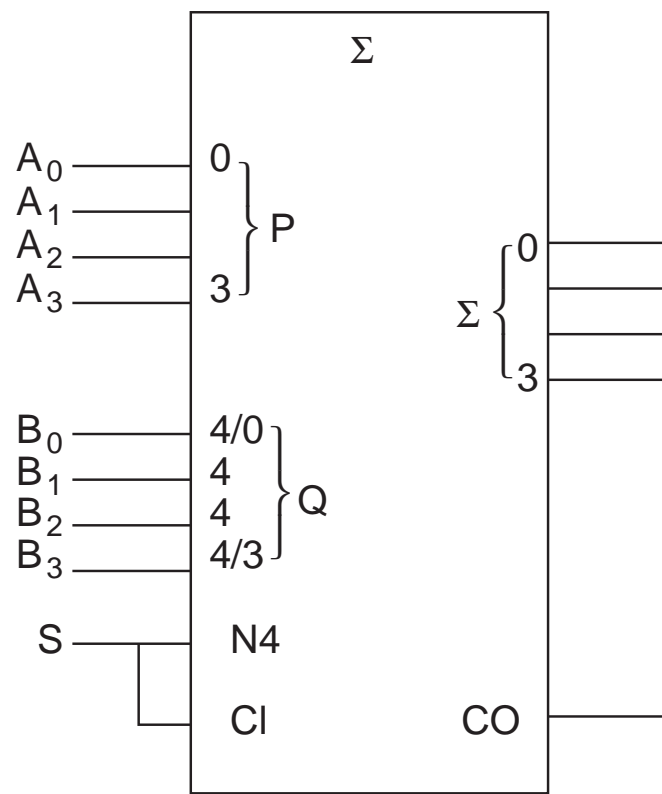 Σ
A0 0
A1
A2 P
A3 3
0
Σ
3
B0 4/0
B1 4
B2 4 Q
B3 4/3
S N4
CI CO